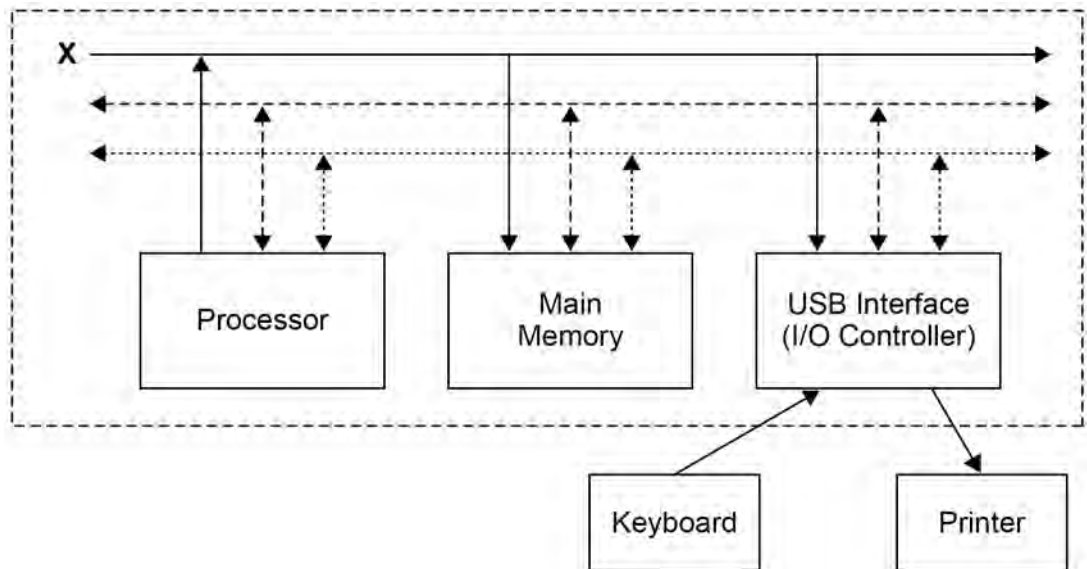 X
Processor
Main
Memory
USB Interface
(I/O Controller)
Keyboard
Printer